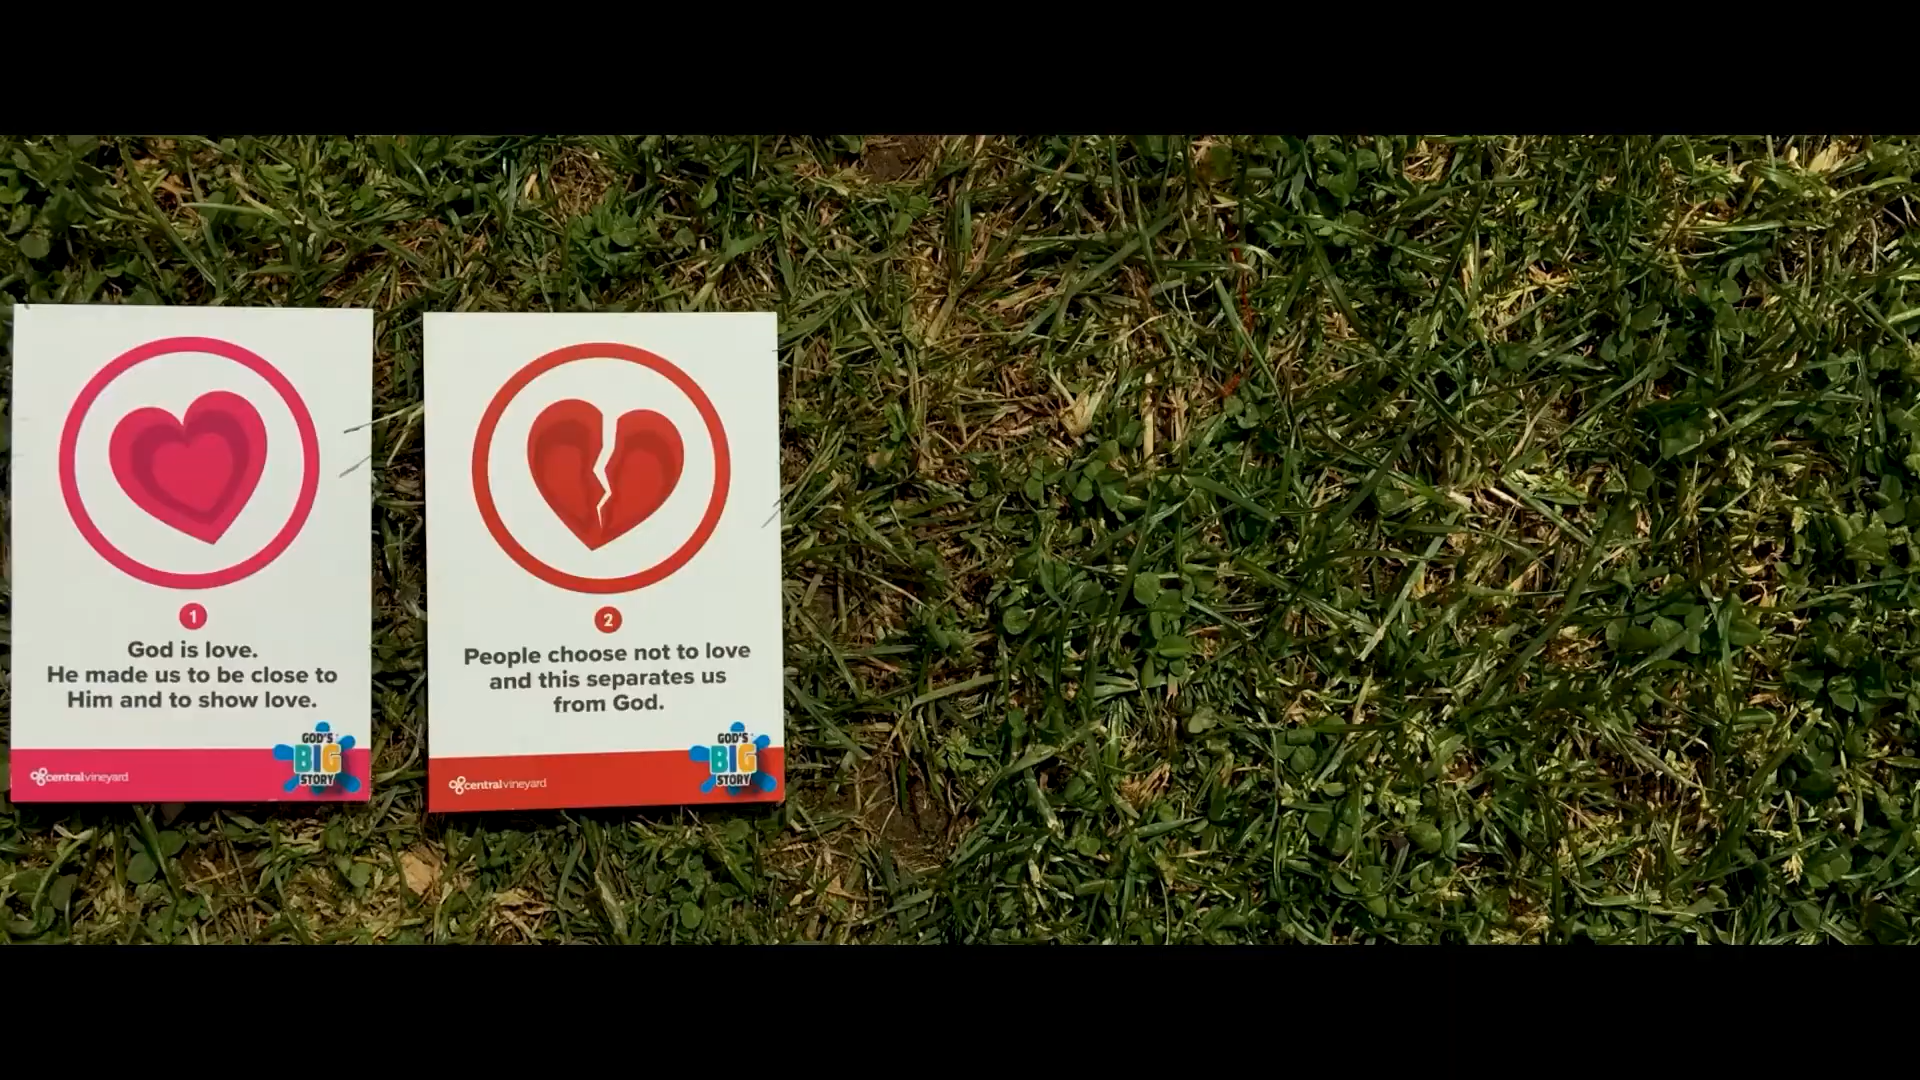 1
God is love.
He made us to be close to
Him and to show love.
GOD'S
BIG
STORY
centralvineyard
2
People choose not to love
and this separates us
from God.
GOD'S
BIG
STORY
centralvineyard